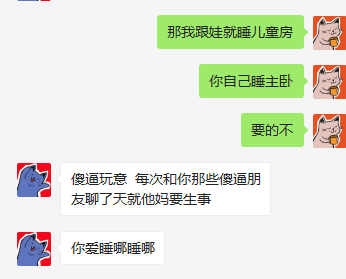 那我跟娃就睡儿童房
你自己睡主卧
要的不
傻逼玩意 每次和你那些傻逼朋
友聊了天就他妈要生事
你爱睡哪睡哪